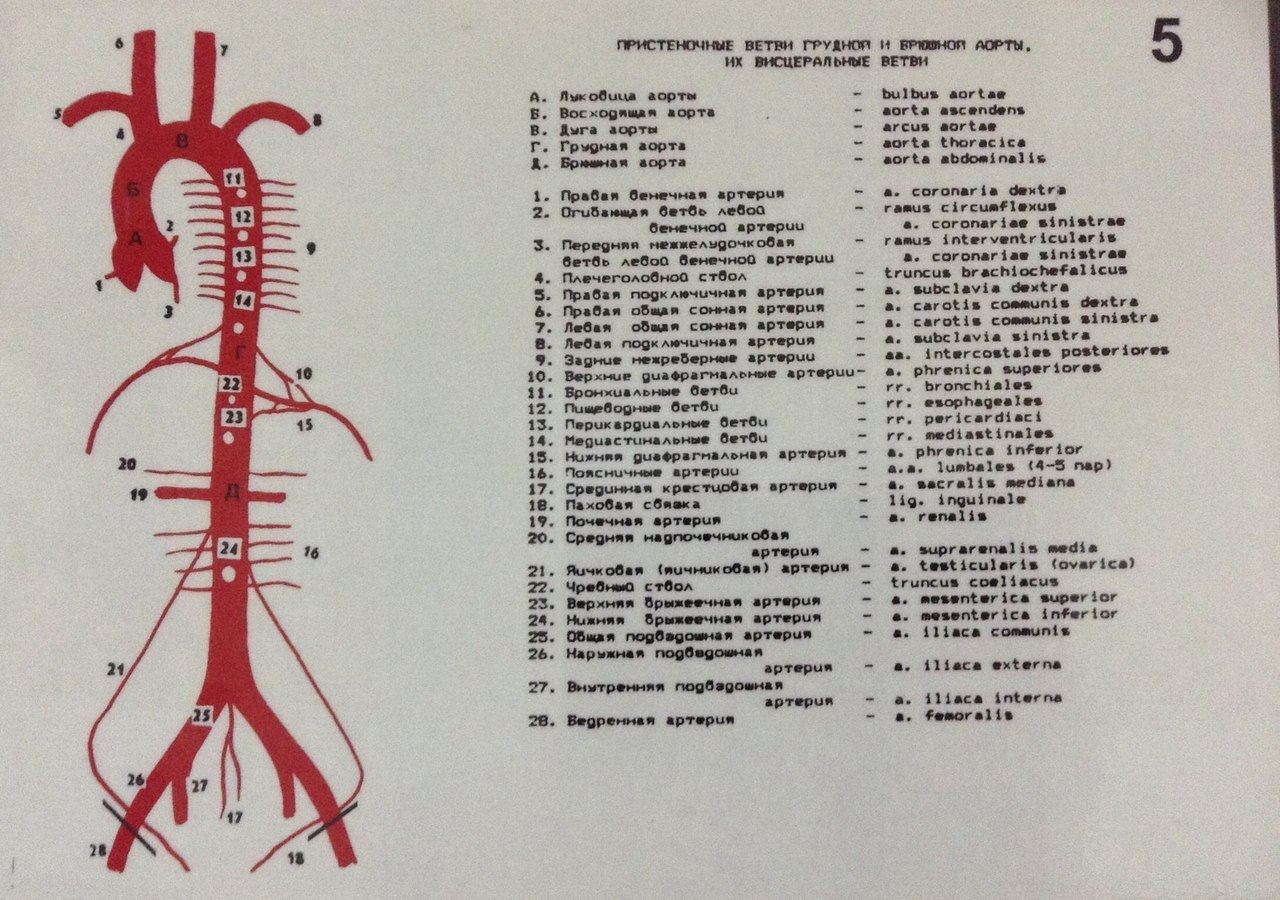 5
ПРИСТЕНОЧНЫЕ ВЕТВИ ГРУДНОЙ И БРЮШНОЙ АОРТЫ.
ИХ ВИСЦЕРАЛЬНЫЕ ВЕТВИ
А. Луковица аорты - bulbus aortae
Б. Восходящая аорта - aorta ascendens
В. Дуга аорты - arcus aortae
Г. Грудная аорта - aorta thoracica
Д. Брюшная аорта - aorta abdominalis
1. Правая венечная артерия - a. coronaria dextra
2. Огибающая ветвь левой - ramus circumflexus
венечной артерии a. coronariae sinistrae
3. Передняя межжелудочковая - ramus interventricularis
ветвь левой венечной артерии a. coronariae sinistrae
4. Плечеголовной ствол - truncus brachiochefalicus
5. Правая подключичная артерия - a. subclavia dextra
6. Правая общая сонная артерия - a. carotis communis dextra
7. Левая общая сонная артерия - a. carotis communis sinistra
8. Левая подключичная артерия - a. subclavia sinistra
9. Задние межреберные артерии - aa. intercostales posteriores
10. Верхние диафрагмальные артерии- a. phrenica superiores
11. Бронхиальные ветви - rr. bronchiales
12. Пищеводные ветви - rr. esophageales
13. Перикардиальные ветви - rr. pericardiaci
14. Медиастинальные ветви - rr. mediastinales
15. Нижняя диафрагмальная артерия - a. phrenica inferior
16. Поясничные артерии - a.a. lumbales (4-5 пар)
17. Срединная крестцовая артерия - a. sacralis mediana
18. Паховая связка - lig. inguinale
19. Почечная артерия - a. renalis
20. Средняя надпочечниковая
артерия - a. suprarenalis media
21. Яичковая (яичниковая) артерия - a. testicularis (ovarica)
22. Чревный ствол - truncus coeliacus
23. Верхняя брыжеечная артерия - a. mesenterica superior
24. Нижняя брыжеечная артерия - a. mesenterica inferior
25. Общая подвздошная артерия - a. iliaca communis
26. Наружная подвздошная
артерия - a. iliaca externa
27. Внутренняя подвздошная
артерия - a. iliaca interna
28. Бедренная артерия - a. femoralis
6
7
5
4
В
8
11
Б
12
2
А
9
13
1
14
3
Г
22
10
23
15
20
19
Д
24
16
21
25
26
27
17
28
18